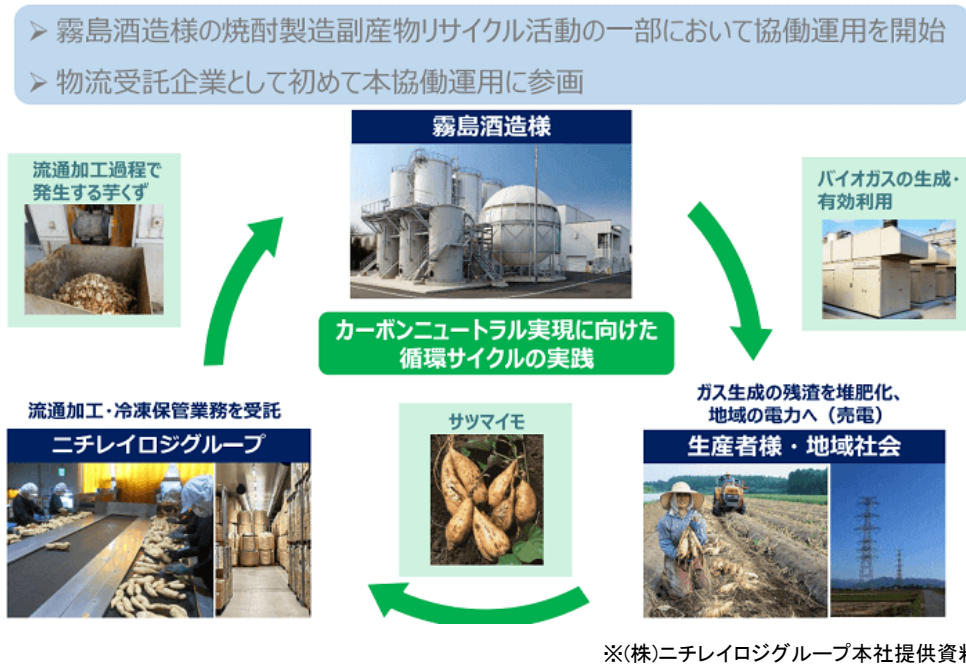 ➢ 霧島酒造様の焼酎製造副産物リサイクル活動の一部において協働運用を開始
➢ 物流受託企業として初めて本協働運用に参画
霧島酒造様
流通加工過程で
発生する芋くず
バイオガスの生成・
有効利用
カーボンニュートラル実現に向けた
循環サイクルの実践
流通加工・冷凍保管業務を受託
ニチレイロジグループ
サツマイモ
ガス生成の残渣を堆肥化、
地域の電力へ（売電）
生産者様・地域社会
※(株)ニチレイロジグループ本社提供資料